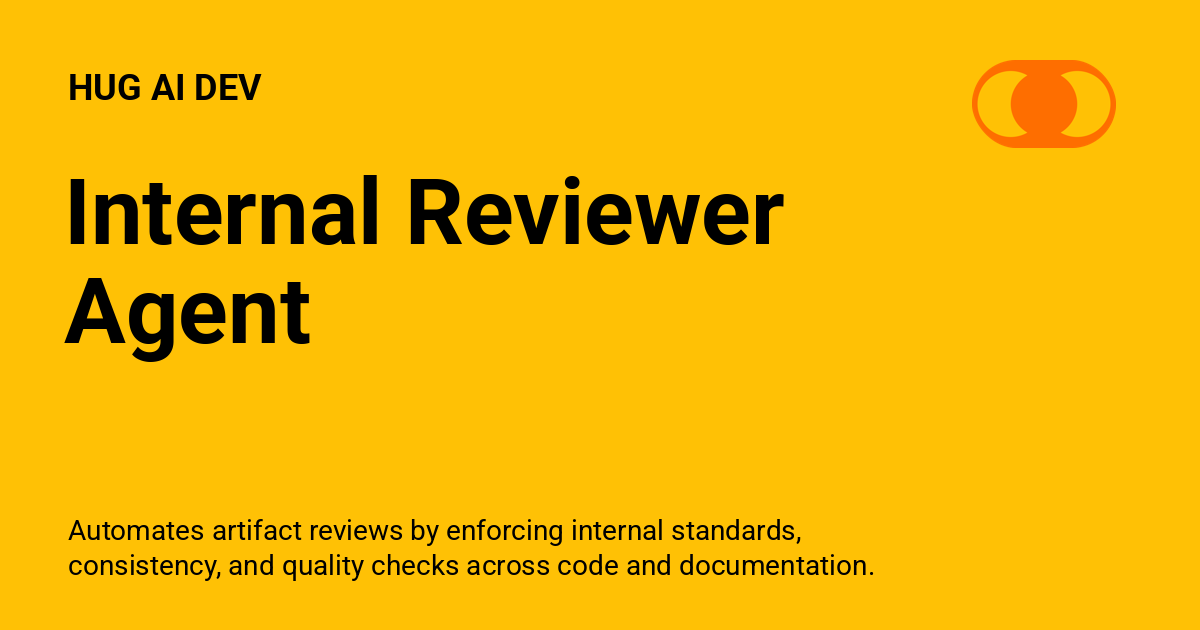 HUG AI DEV
Internal Reviewer
Agent
Automates artifact reviews by enforcing internal standards,
consistency, and quality checks across code and documentation.